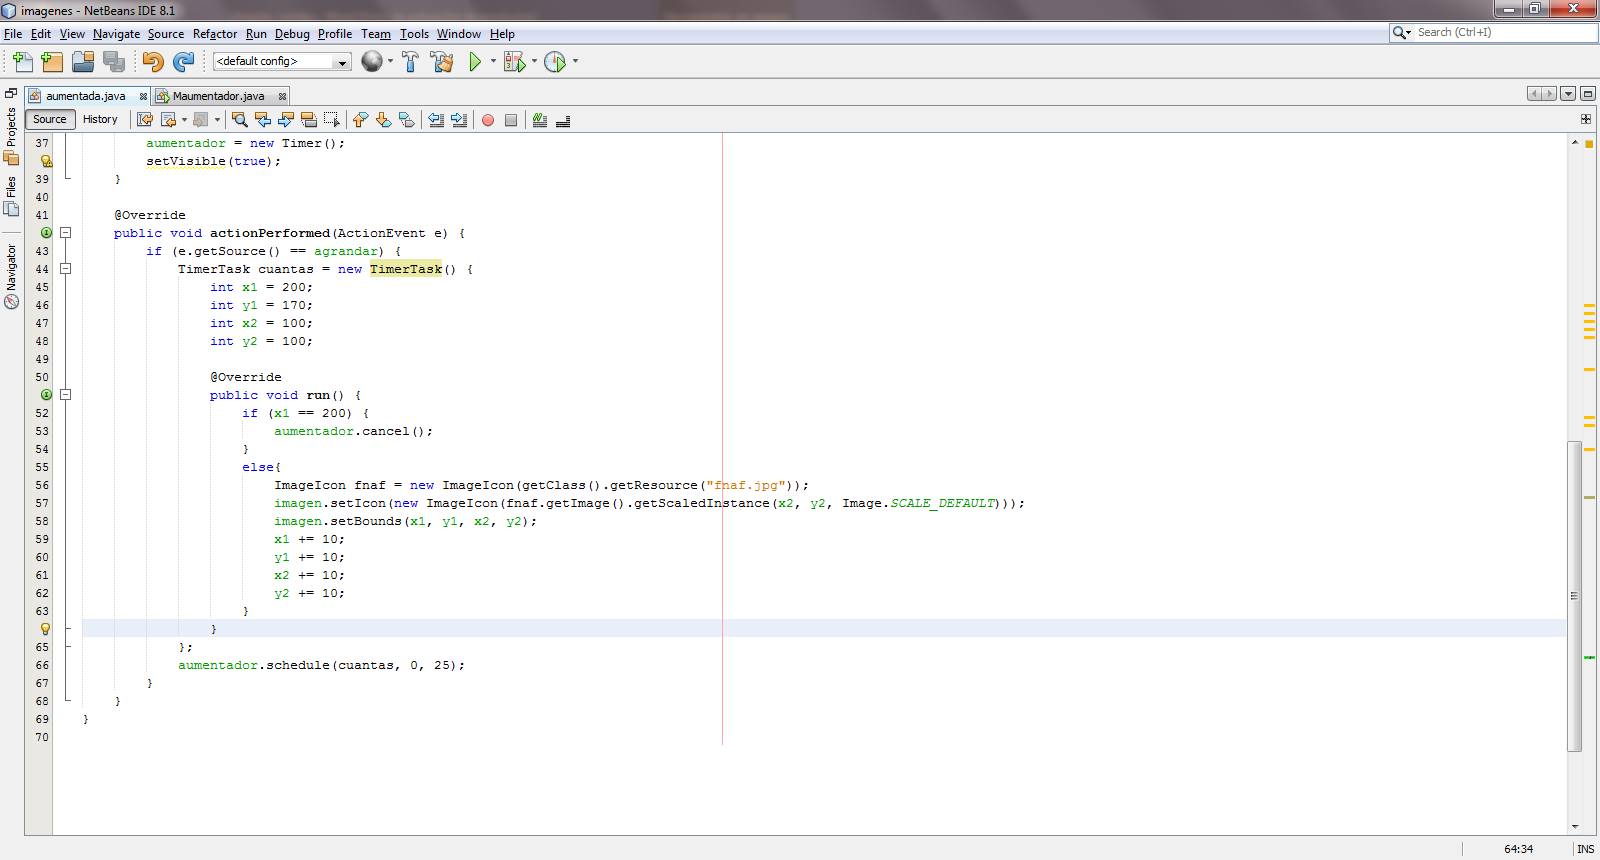 imagenes - NetBeans IDE 8.1
File Edit View Navigate Source Refactor Run Debug Profile Team Tools Window Help
Search (Ctrl+I)
<default config>
aumentada.java
Maumentador.java
Source History
Projects
Files
Navigator
37 aumentador = new Timer();
setVisible(true);
39 }
40
41 @Override
public void actionPerformed(ActionEvent e) {
43 if (e.getSource() == agrandar) {
44 TimerTask cuantas = new TimerTask() {
45 int x1 = 200;
46 int y1 = 170;
47 int x2 = 100;
48 int y2 = 100;
49
50 @Override
public void run() {
52 if (x1 == 200) {
53 aumentador.cancel();
54 }
55 else{
56 ImageIcon fnaf = new ImageIcon(getClass().getResource("fnaf.jpg"));
57 imagen.setIcon(new ImageIcon(fnaf.getImage().getScaledInstance(x2, y2, Image.SCALE_DEFAULT)));
58 imagen.setBounds(x1, y1, x2, y2);
59 x1 += 10;
60 y1 += 10;
61 x2 += 10;
62 y2 += 10;
63 }
}
65 };
66 aumentador.schedule(cuantas, 0, 25);
67 }
68 }
69 }
70
64:34 INS